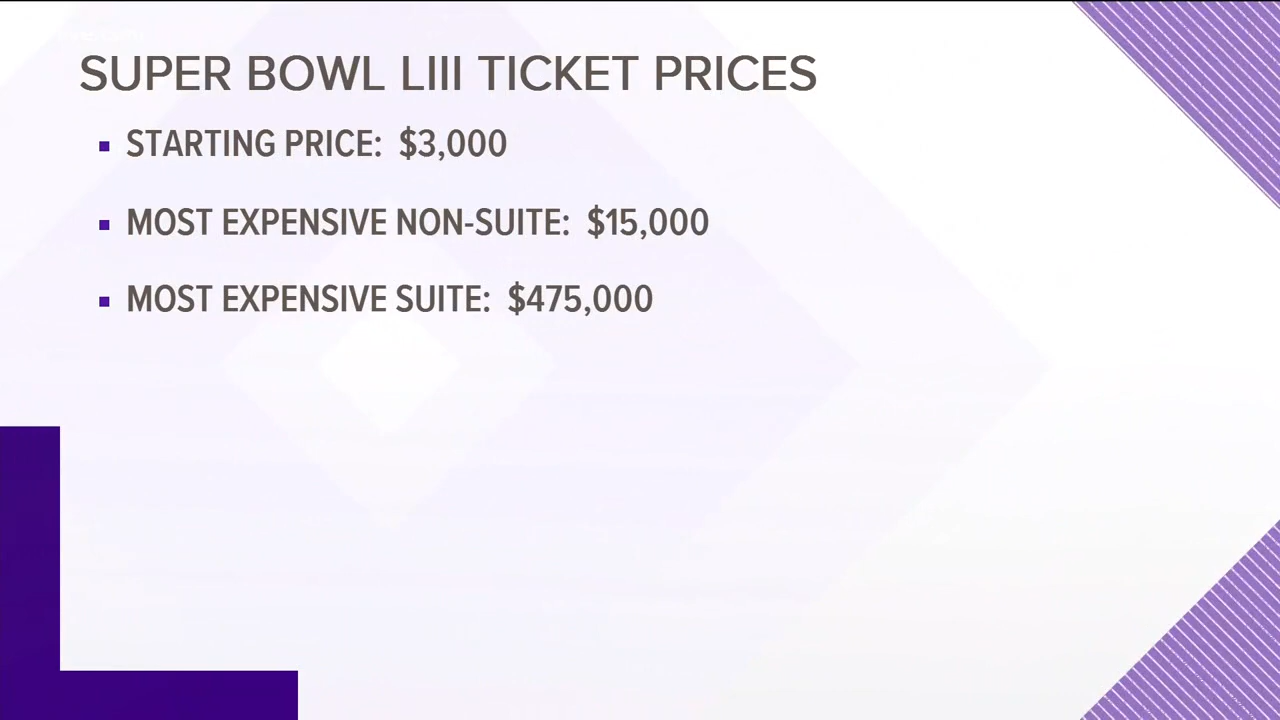 SUPER BOWL LIII TICKET PRICES
STARTING PRICE: $3,000
MOST EXPENSIVE NON-SUITE: $15,000
MOST EXPENSIVE SUITE: $475,000